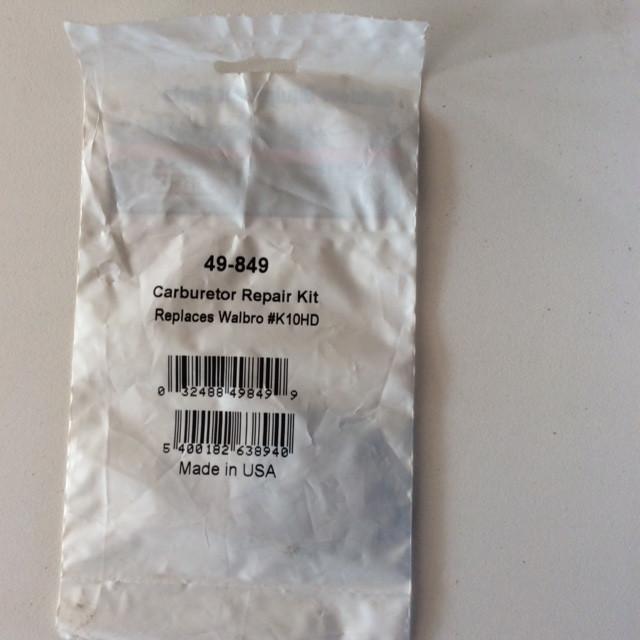 49-849
Carburetor Repair Kit
Replaces Walbro #K10HD
0 32488 49849 9
5 400182 638940
Made in USA